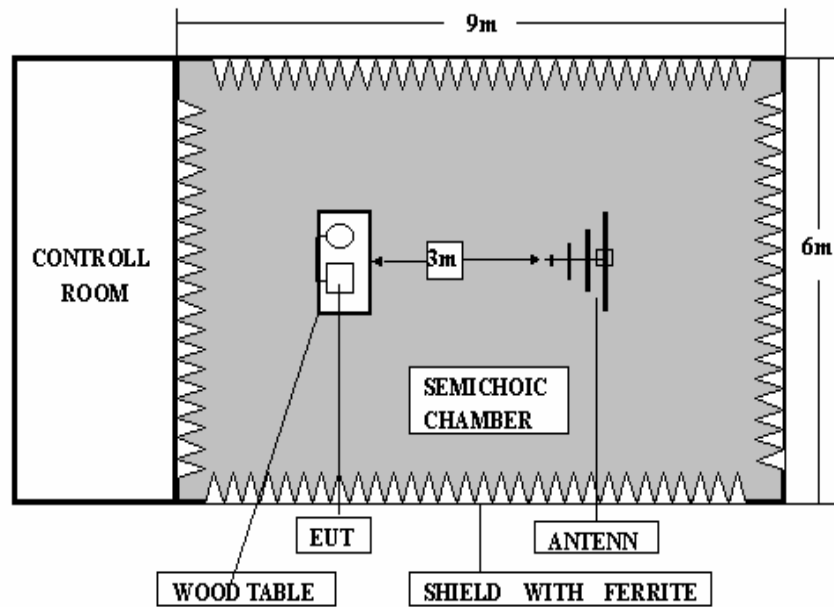 9m
CONTROLL
ROOM
3m
6m
SEMICHOIC
CHAMBER
EUT
ANTENN
WOOD TABLE
SHIELD WITH FERRITE